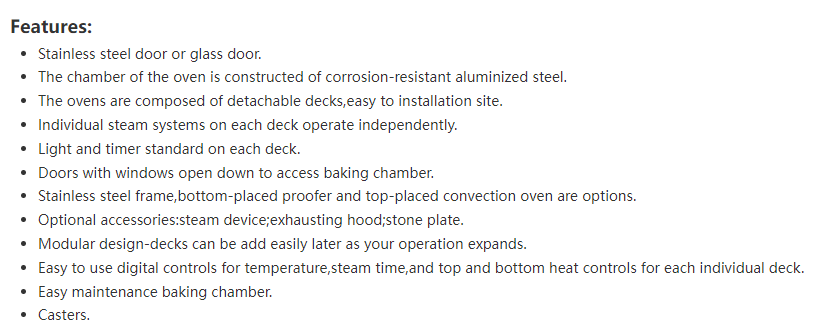 Features:
Stainless steel door or glass door.
The chamber of the oven is constructed of corrosion-resistant aluminized steel.
The ovens are composed of detachable decks,easy to installation site.
Individual steam systems on each deck operate independently.
Light and timer standard on each deck.
Doors with windows open down to access baking chamber.
Stainless steel frame,bottom-placed proofer and top-placed convection oven are options.
Optional accessories:steam device;exhausting hood;stone plate.
Modular design-decks can be add easily later as your operation expands.
Easy to use digital controls for temperature,steam time,and top and bottom heat controls for each individual deck.
Easy maintenance baking chamber.
Casters.